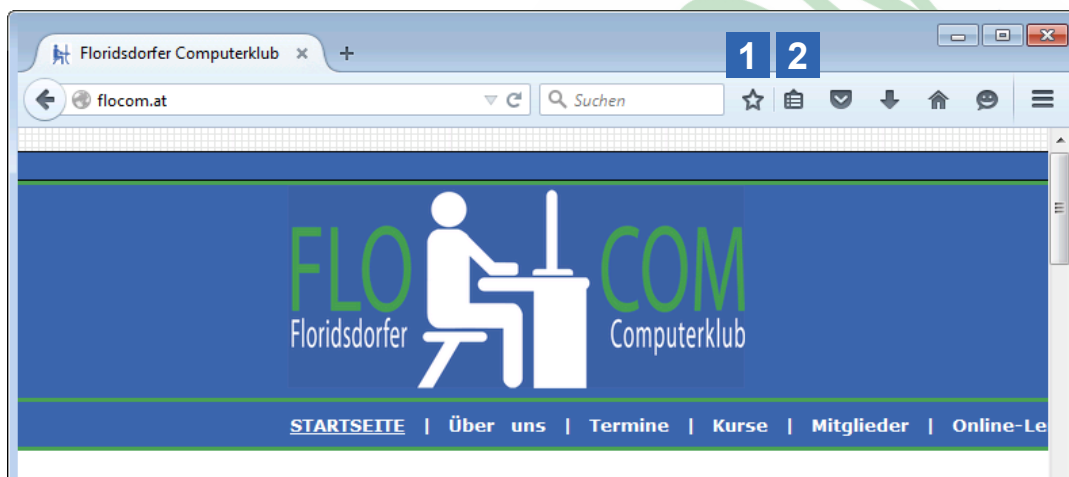 Floridsdorfer Computerklub
1 2
flocom.at
Suchen
FLO COM
Floridsdorfer Computerklub
STARTSEITE | Über uns | Termine | Kurse | Mitglieder | Online-Le